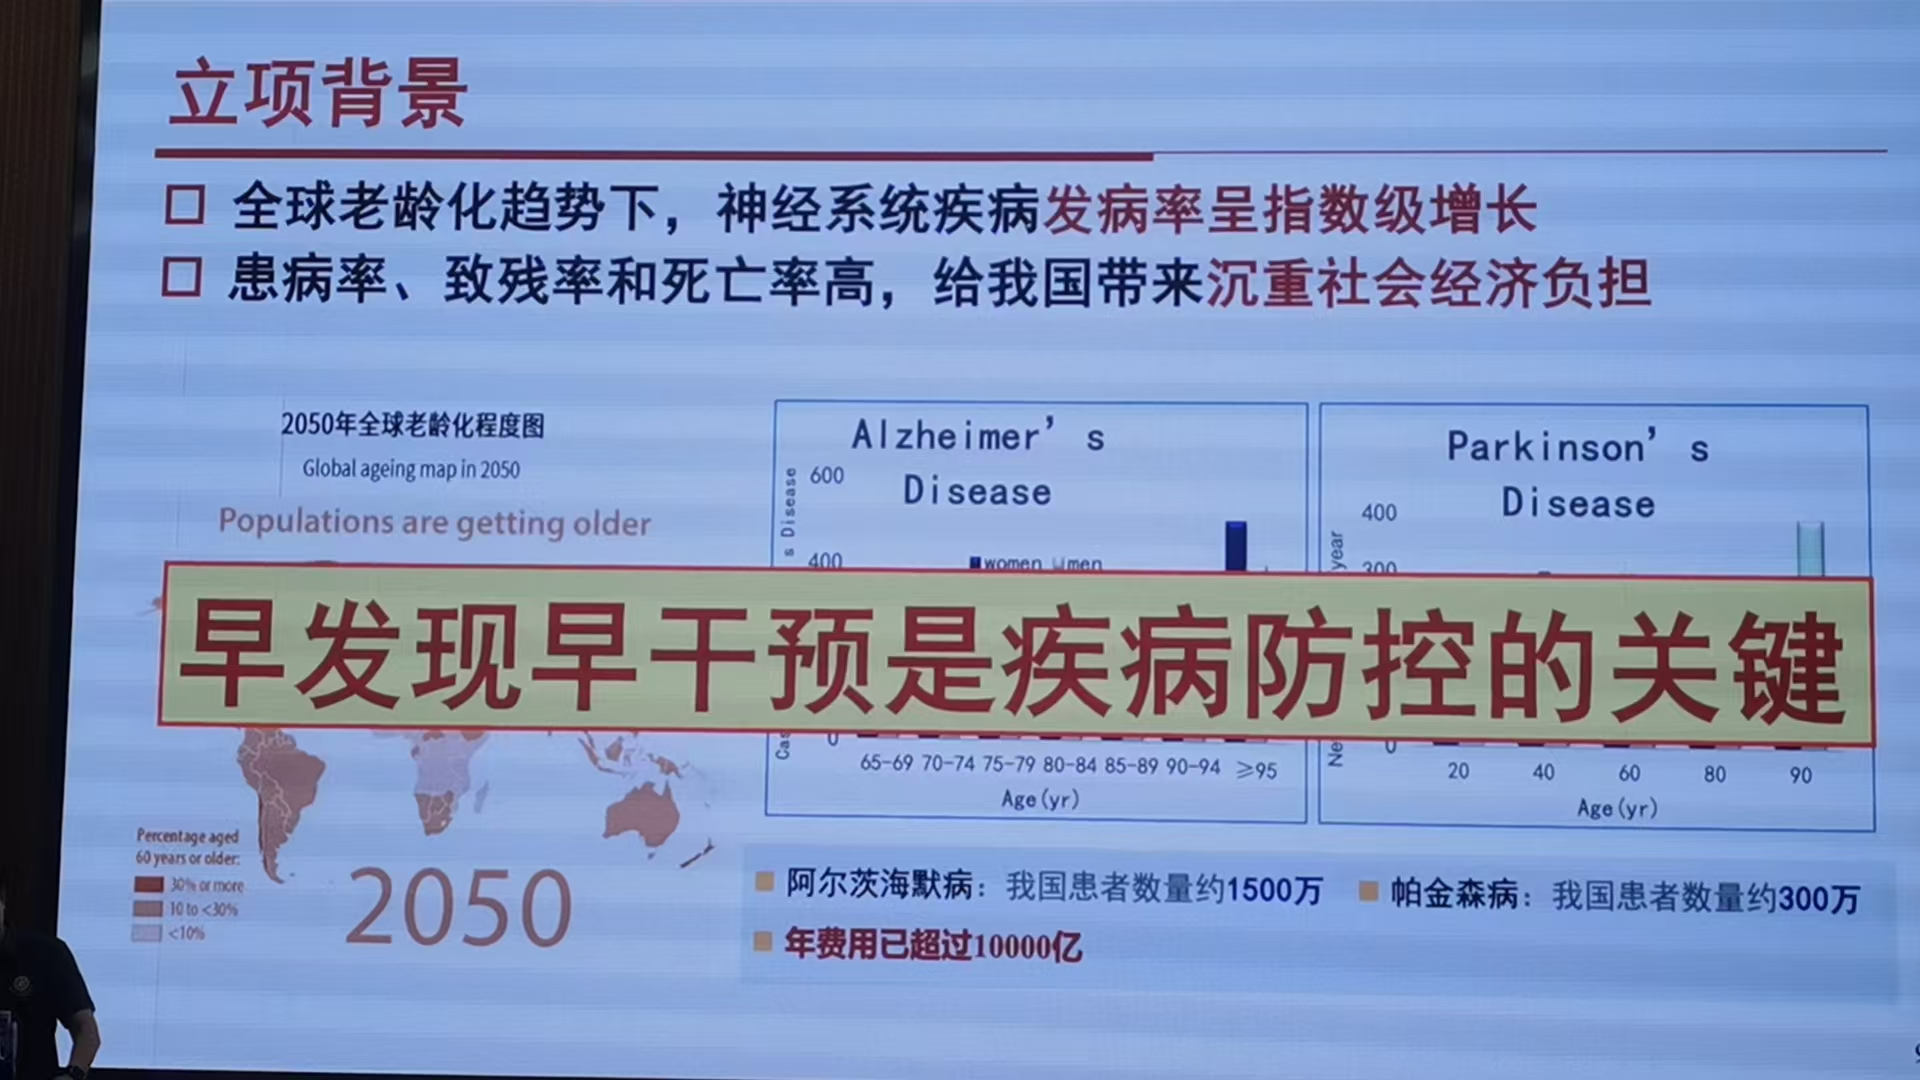 立项背景
全球老龄化趋势下，神经系统疾病发病率呈指数级增长
患病率、致残率和死亡率高，给我国带来沉重社会经济负担
2050年全球老龄化程度图
Global ageing map in 2050
Populations are getting older
Percentage aged
60 years or older:
30% or more
10 to <30%
<10%
2050
Alzheimer's
Disease
s Disease
600
400
women men
0
65-69 70-74 75-79 80-84 85-89 90-94 ≥95
Age(yr)
Parkinson's
Disease
year
400
300
0
20 40 60 80 90
Age(yr)
早发现早干预是疾病防控的关键
阿尔茨海默病：我国患者数量约1500万
帕金森病：我国患者数量约300万
年费用已超过10000亿